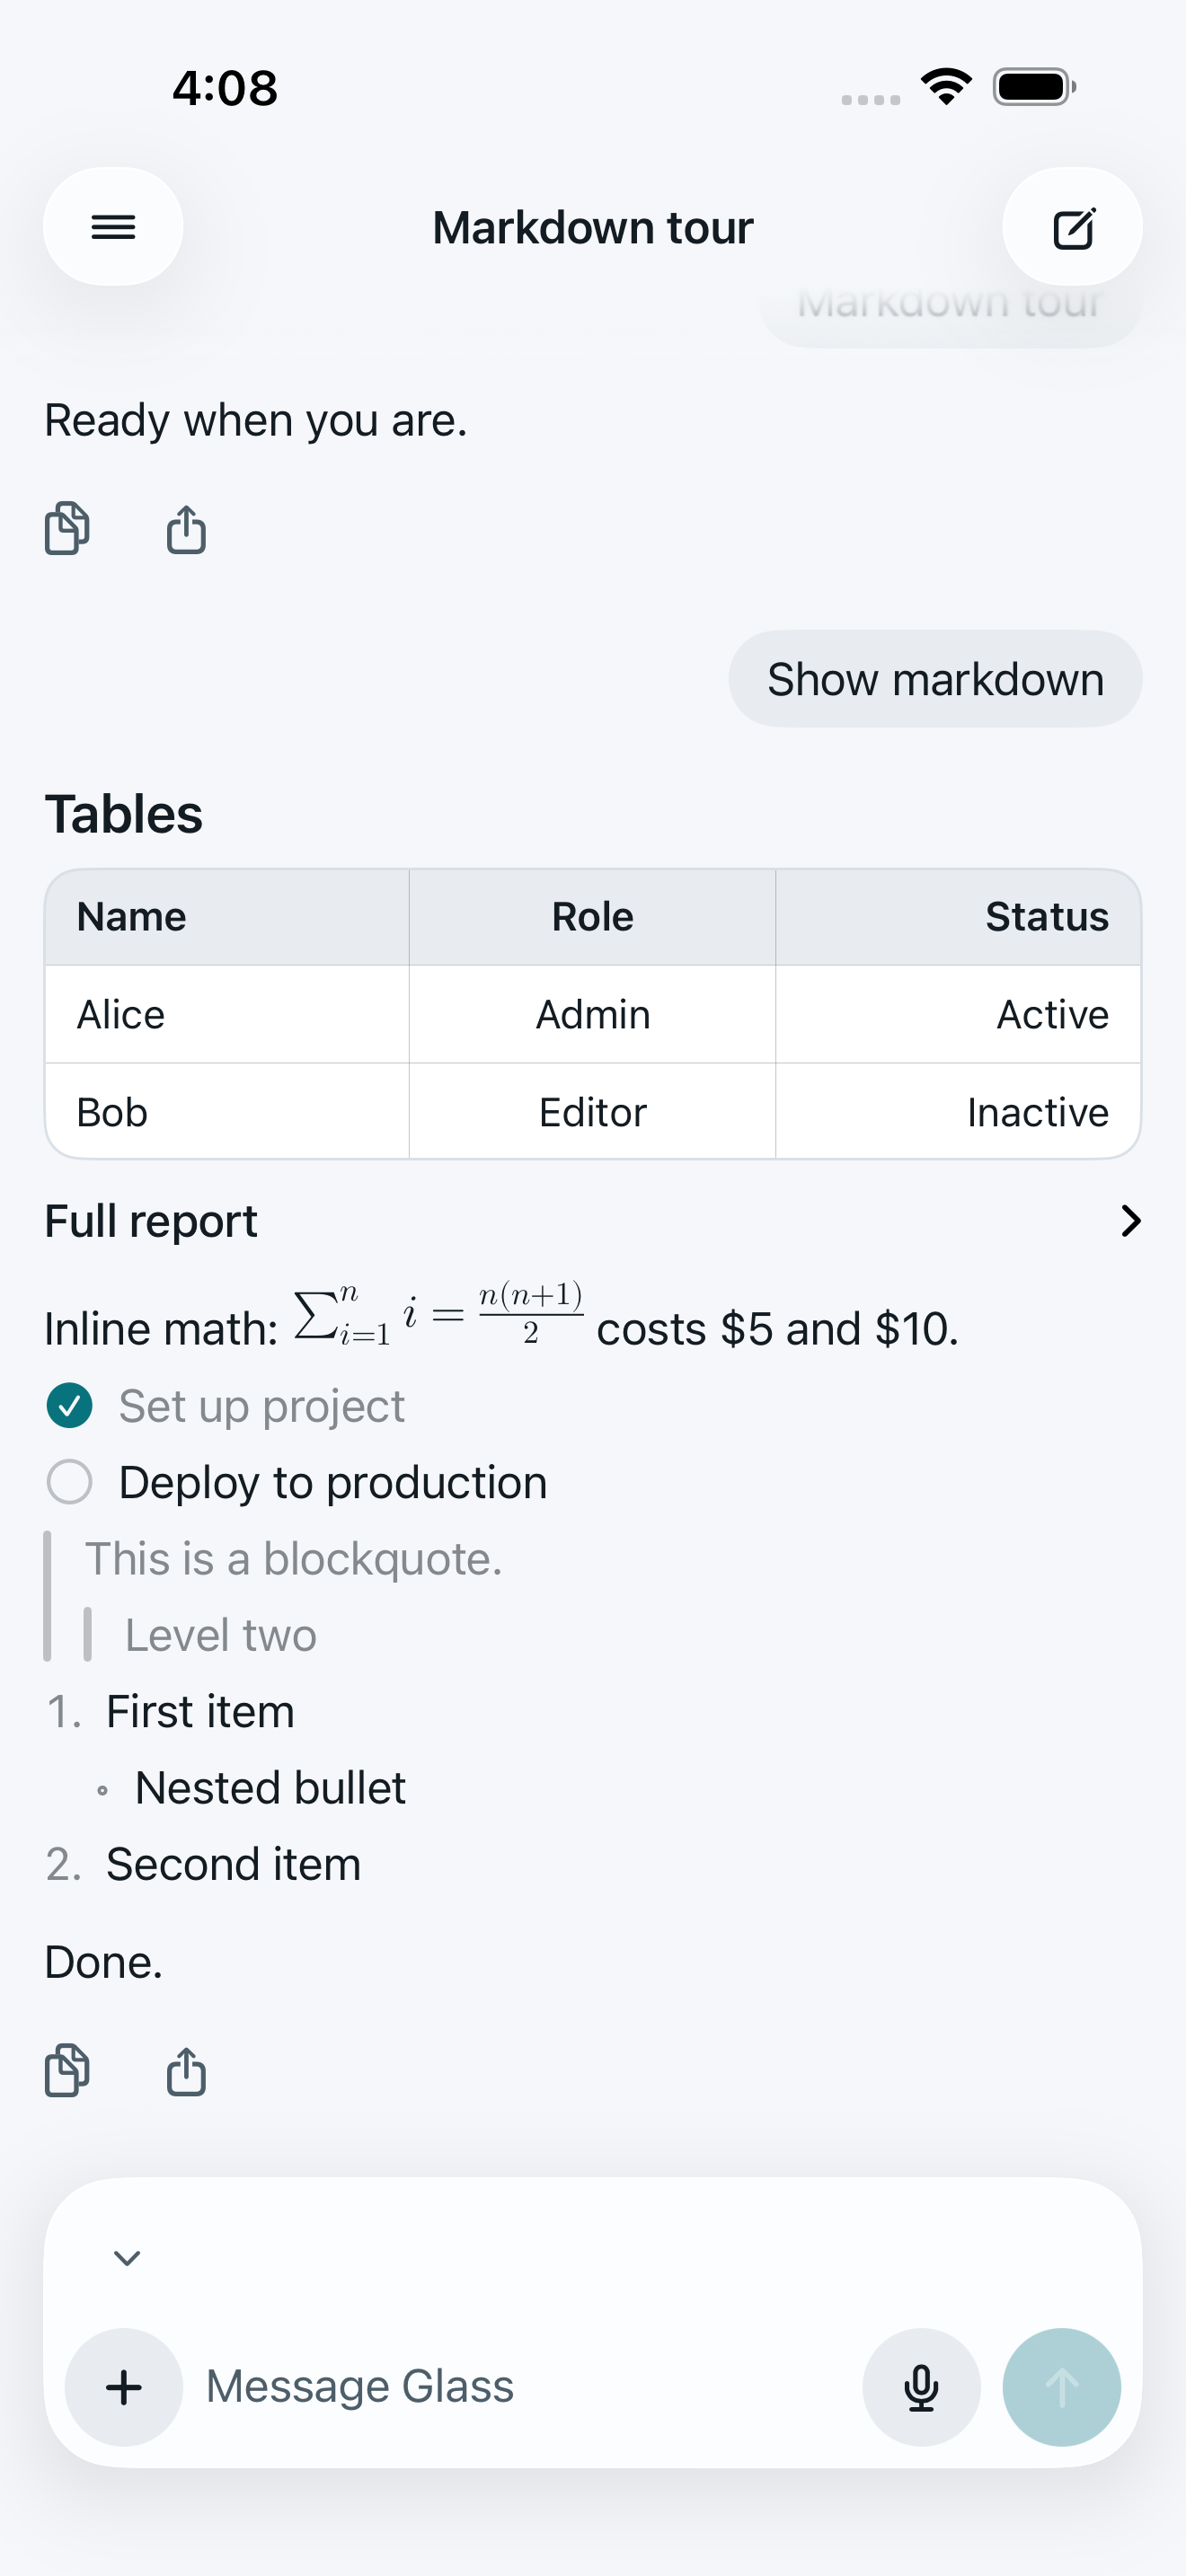 4:08
Markdown tour
Markdown tour
Ready when you are.
Show markdown
Tables
Name Role Status
Alice Admin Active
Bob Editor Inactive
Full report
Inline math: ∑ⁿᵢ₌₁ i = n(n+1)/2 costs $5 and $10.
Set up project
Deploy to production
This is a blockquote.
Level two
1. First item
◦ Nested bullet
2. Second item
Done.
Message Glass